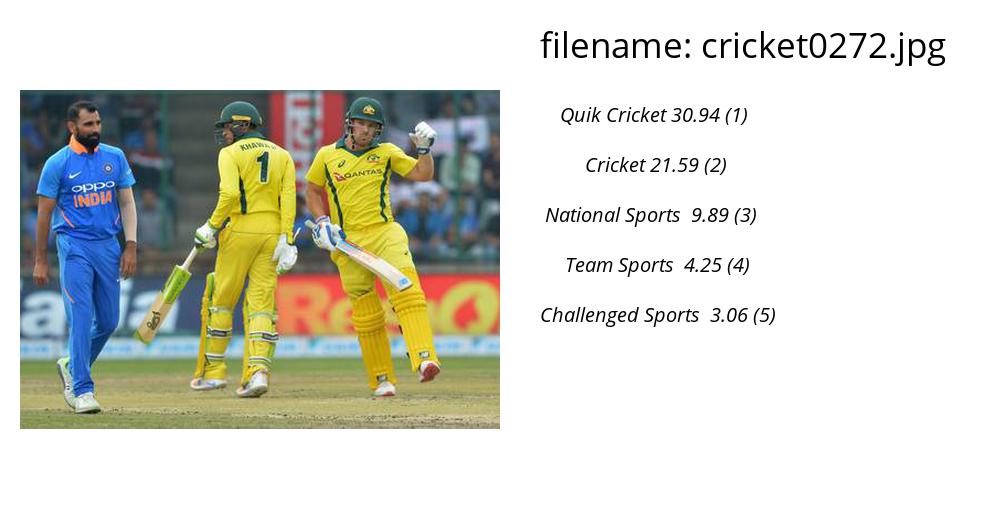 filename: cricket0272.jpg
Quik Cricket 30.94 (1)
Cricket 21.59 (2)
National Sports 9.89 (3)
Team Sports 4.25 (4)
Challenged Sports 3.06 (5)
oppo
INDIA
1
QANTAS